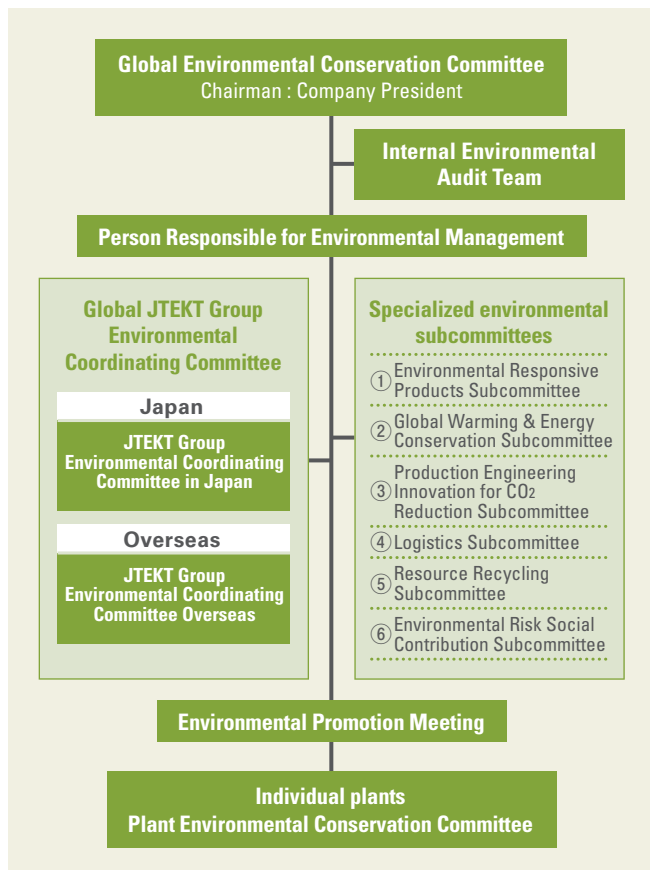 Global Environmental Conservation Committee
Chairman : Company President
Internal Environmental
Audit Team
Person Responsible for Environmental Management
Global JTEKT Group
Environmental
Coordinating Committee
Japan
JTEKT Group
Environmental Coordinating
Committee in Japan
Overseas
JTEKT Group
Environmental Coordinating
Committee Overseas
Specialized environmental
subcommittees
① Environmental Responsive
Products Subcommittee
② Global Warming & Energy
Conservation Subcommittee
③ Production Engineering
Innovation for CO₂
Reduction Subcommittee
④ Logistics Subcommittee
⑤ Resource Recycling
Subcommittee
⑥ Environmental Risk Social
Contribution Subcommittee
Environmental Promotion Meeting
Individual plants
Plant Environmental Conservation Committee